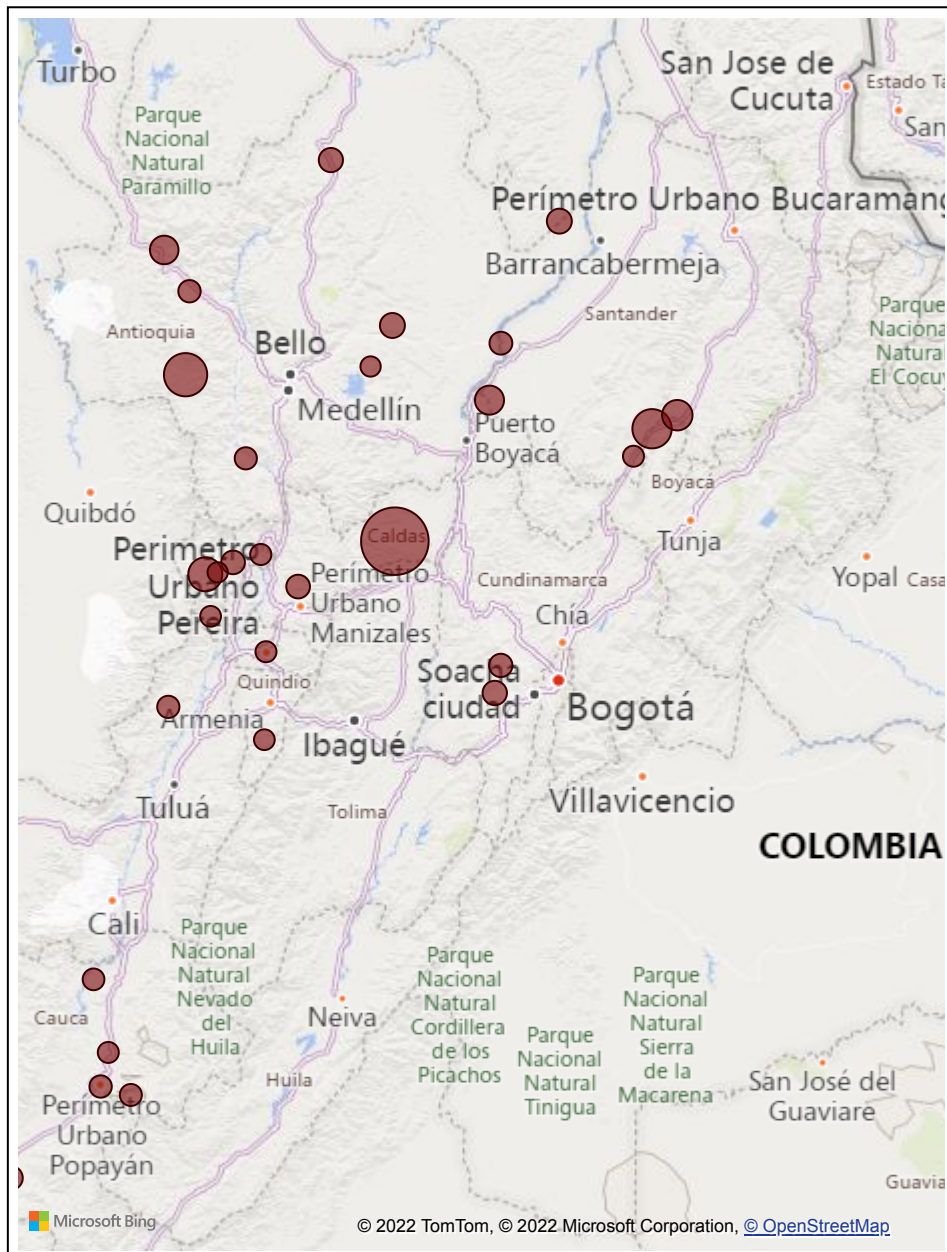 Turbo
San Jose de
Cucuta
Estado Ta
San
Parque
Nacional
Natural
Paramillo
Perímetro Urbano Bucaramang
Barrancabermeja
Santander
Parque
Naciona
Natural
El Cocuy
Antioquia
Bello
Medellín
Puerto
Boyacá
Boyacá
Quibdó
Tunja
Caldas
Perimetro
Urbano
Pereira
Perímetro
Urbano
Manizales
Cundinamarca
Yopal
Casa
Chía
Soacha
ciudad
Bogotá
Quindio
Armenia
Ibagué
Tuluá
Tolima
Villavicencio
COLOMBIA
Cali
Parque
Nacional
Natural
Nevado
del
Huila
Parque
Nacional
Natural
Cordillera
de los
Picachos
Parque
Nacional
Natural
Sierra
de la
Macarena
Parque
Nacional
Natural
Tinigua
Cauca
Neiva
Huila
San José del
Guaviare
Perímetro
Urbano
Popayán
Guavia
Microsoft Bing
© 2022 TomTom, © 2022 Microsoft Corporation, © OpenStreetMap